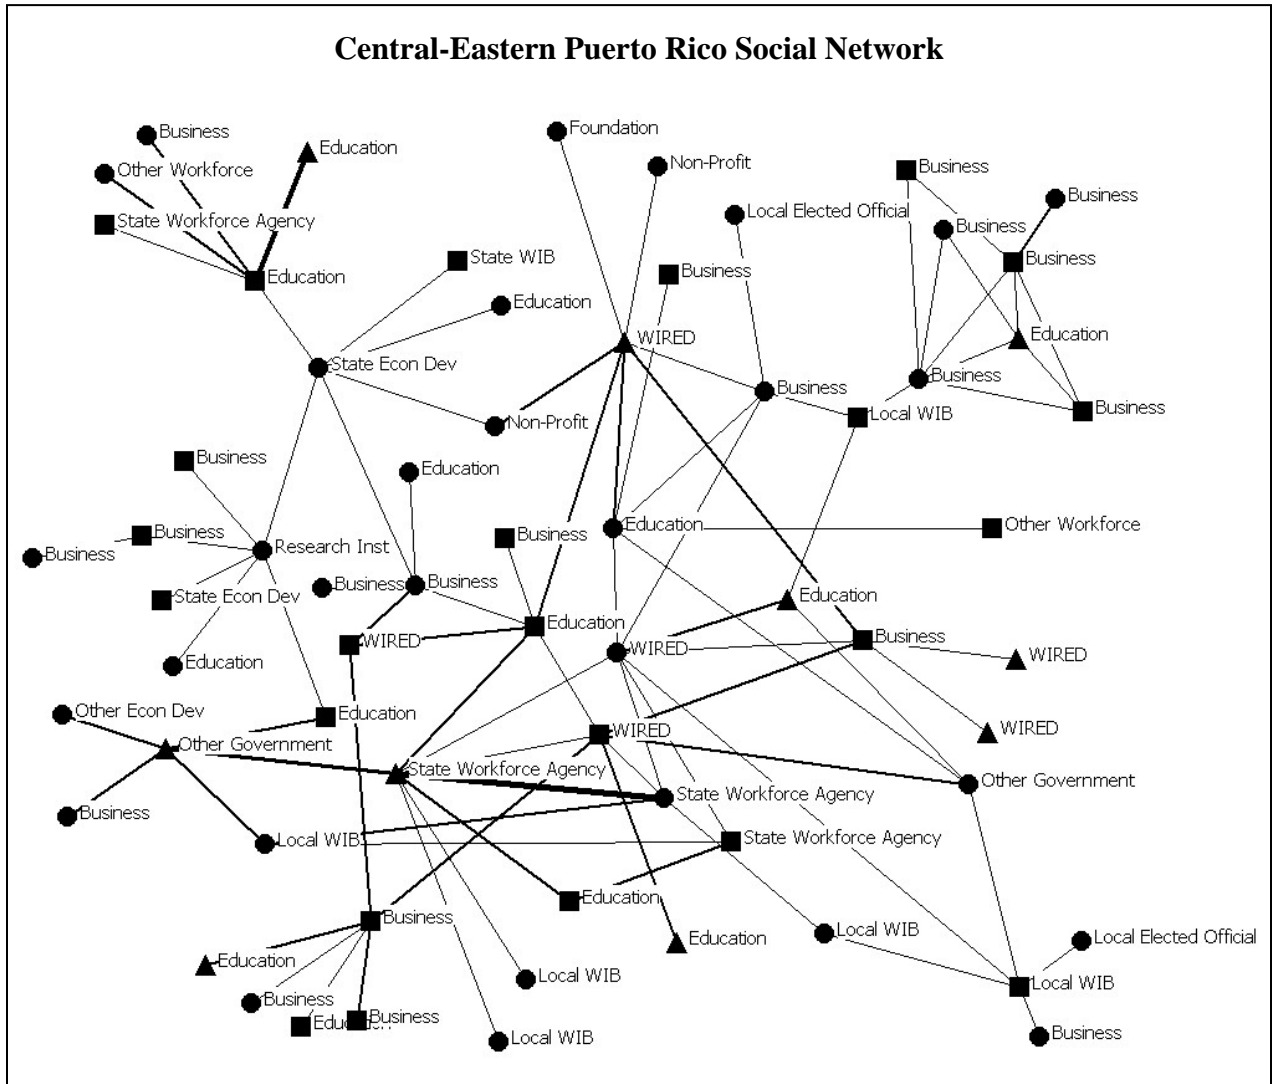 Central-Eastern Puerto Rico Social Network
Foundation
Business
Education
Non-Profit
Other Workforce
Business
Business
Local Elected Official
State Workforce Agency
Business
State WIB
Business
Business
Education
Education
WIRED
Education
State Econ Dev
Business
Business
Business
Local WIB
Non-Profit
Business
Education
Education
Other Workforce
Business
Business
Research Inst
Business
Business
Business
State Econ Dev
Education
Education
Business
WIRED
WIRED
WIRED
Education
Other Econ Dev
Education
WIRED
WIRED
Other Government
State Workforce Agency
Other Government
State Workforce Agency
Business
Local WIB
State Workforce Agency
Education
Business
Local WIB
Education
Local Elected Official
Education
Local WIB
Local WIB
Business
Business
Business
Local WIB